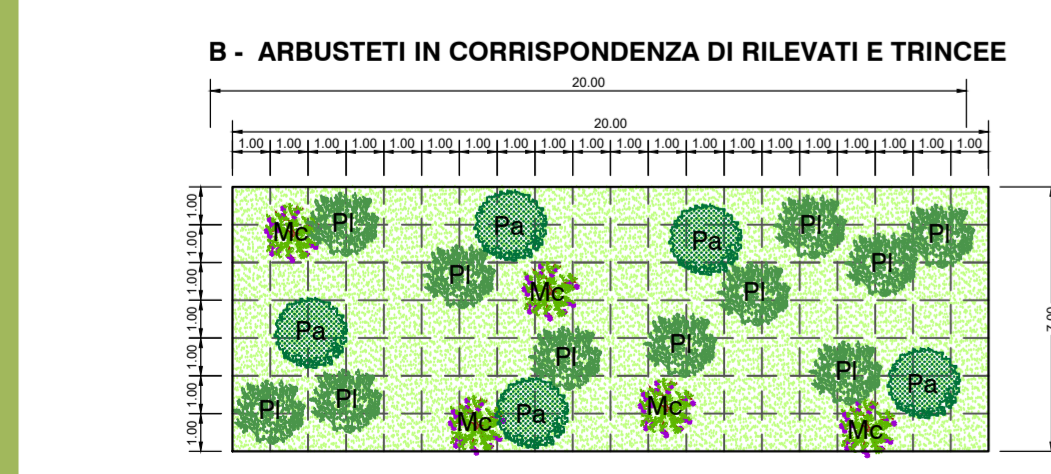 B - ARBUSTETI IN CORRISPONDENZA DI RILEVATI E TRINCEE
20.00
20.00
1.00 1.00 1.00 1.00 1.00 1.00 1.00 1.00 1.00 1.00 1.00 1.00 1.00 1.00 1.00 1.00 1.00 1.00 1.00 1.00
1.00
1.00
1.00
1.00
1.00
1.00
1.00
7.00
Mc Pl Pa Pa Pl Pl
Pl Pl
Pl Mc
Pa Pl
Pl Pl Pa
Pl Pl Mc Pa Mc Mc